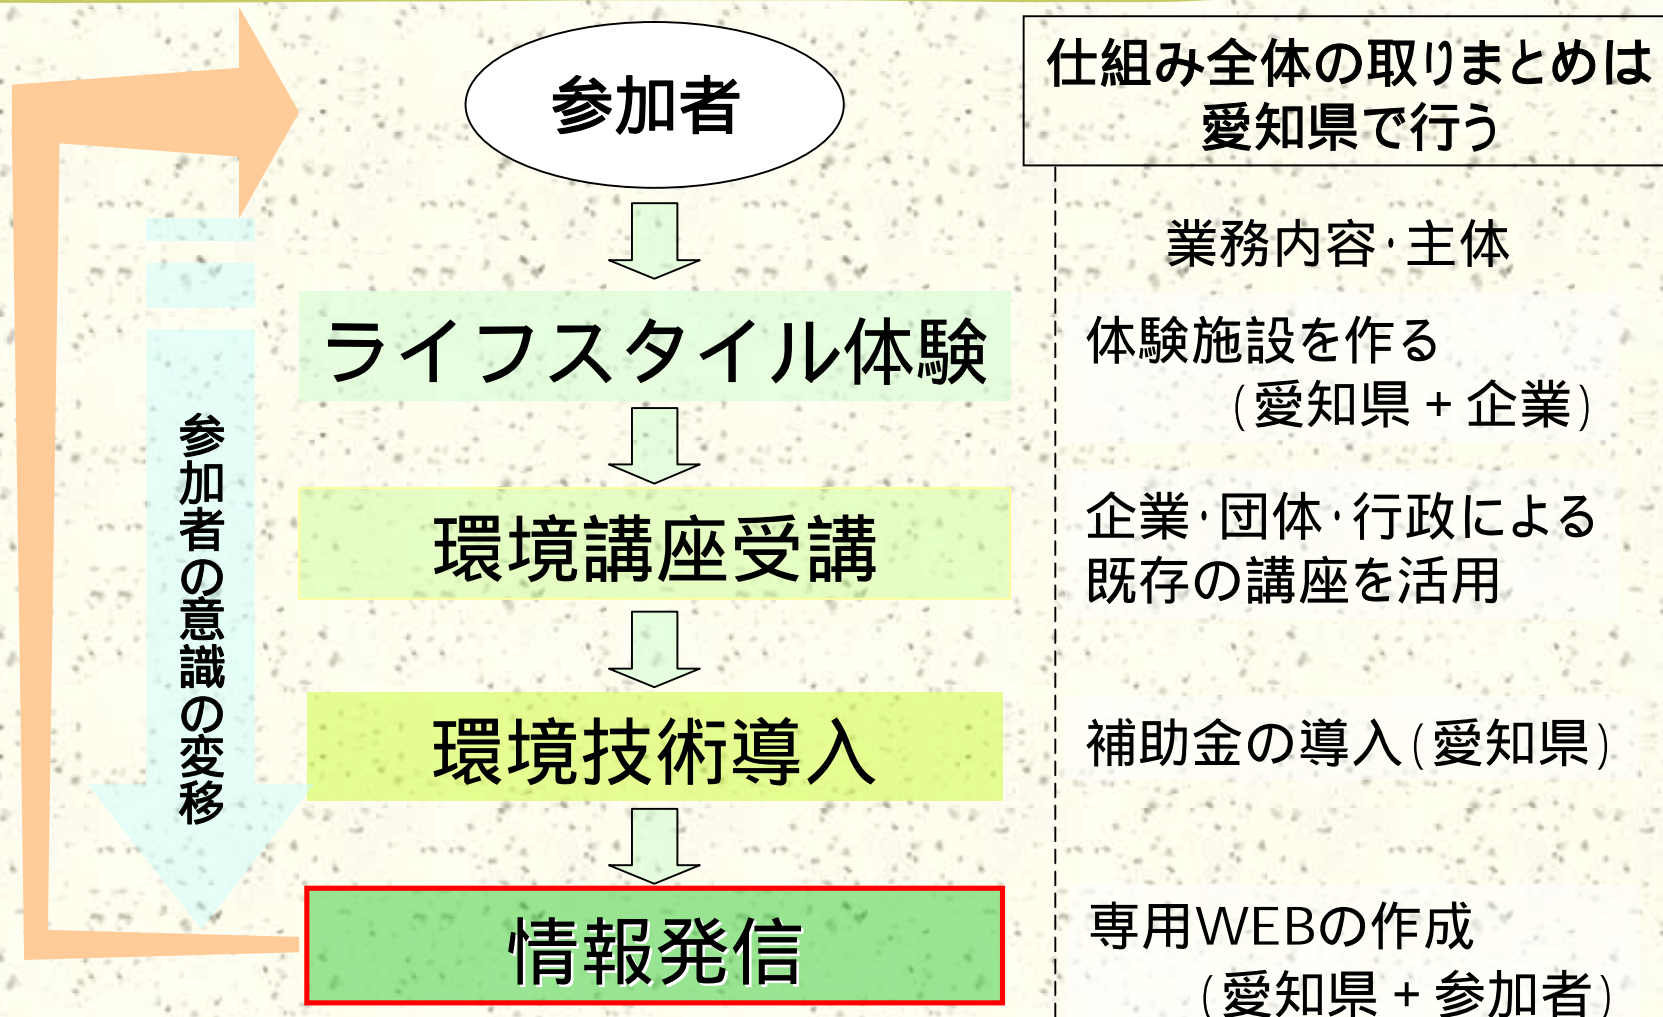 参加者
仕組み全体の取りまとめは
愛知県で行う
業務内容・主体
ライフスタイル体験
体験施設を作る
(愛知県+企業)
環境講座受講
企業・団体・行政による
既存の講座を活用
環境技術導入
補助金の導入(愛知県)
情報発信
専用WEBの作成
(愛知県+参加者)
参加者の意識の変移